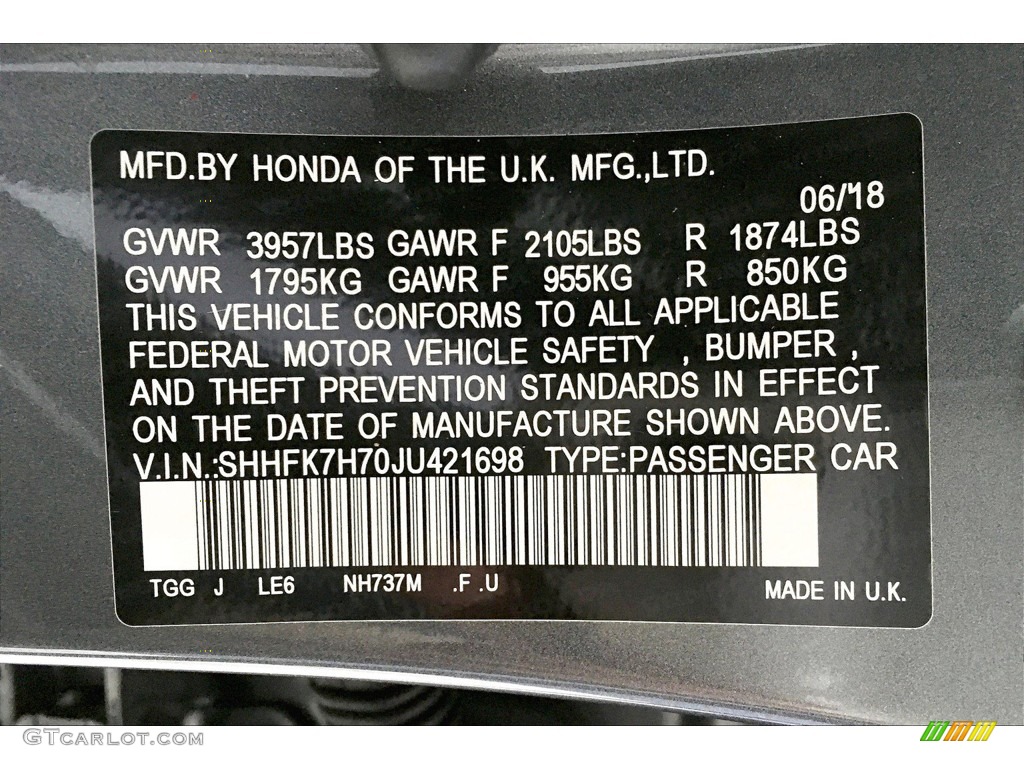 MFD.BY HONDA OF THE U.K. MFG.,LTD.
06/'18
GVWR 3957LBS GAWR F 2105LBS R 1874LBS
GVWR 1795KG GAWR F 955KG R 850KG
THIS VEHICLE CONFORMS TO ALL APPLICABLE
FEDERAL MOTOR VEHICLE SAFETY , BUMPER ,
AND THEFT PREVENTION STANDARDS IN EFFECT
ON THE DATE OF MANUFACTURE SHOWN ABOVE.
V.I.N.:SHHFK7H70JU421698 TYPE:PASSENGER CAR
TGG J LE6 NH737M .F .U MADE IN U.K.
GTcarlot.com